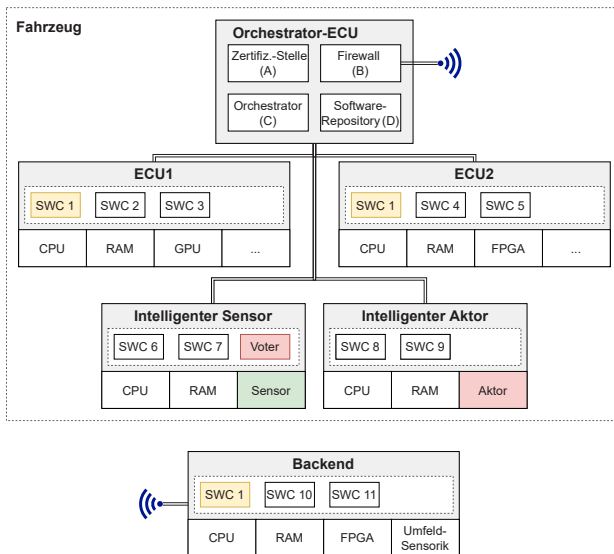 Fahrzeug
Orchestrator-ECU
Zertifiz.-Stelle
(A)
Firewall
(B)
Orchestrator
(C)
Software-
Repository (D)
ECU1
SWC 1
SWC 2
SWC 3
CPU
RAM
GPU
...
ECU2
SWC 1
SWC 4
SWC 5
CPU
RAM
FPGA
...
Intelligenter Sensor
SWC 6
SWC 7
Voter
CPU
RAM
Sensor
Intelligenter Aktor
SWC 8
SWC 9
CPU
RAM
Aktor
Backend
SWC 1
SWC 10
SWC 11
CPU
RAM
FPGA
Umfeld-
Sensorik